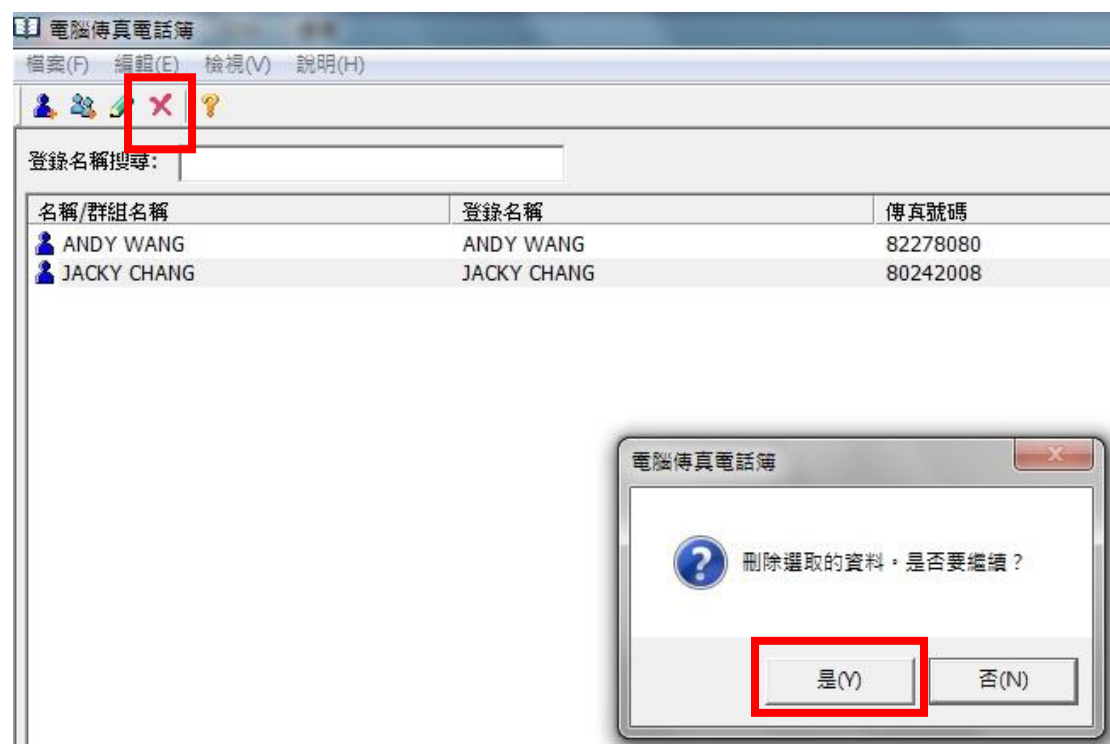 電腦傳真電話簿
檔案(F) 編輯(E) 檢視(V) 說明(H)
登錄名稱搜尋：
名稱/群組名稱 登錄名稱 傳真號碼
ANDY WANG ANDY WANG 82278080
JACKY CHANG JACKY CHANG 80242008
電腦傳真電話簿
刪除選取的資料，是否要繼續？
是(Y) 否(N)